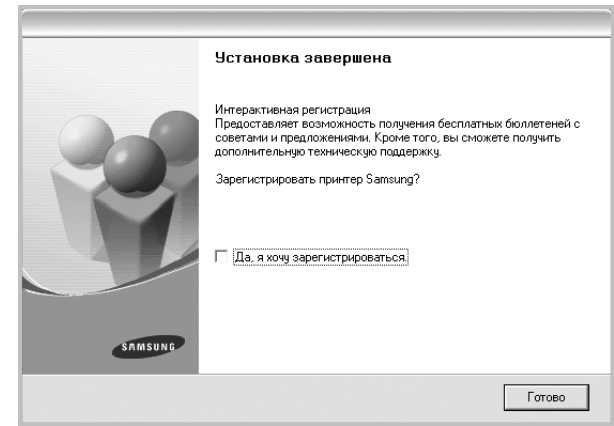 Установка завершена
Интерактивная регистрация
Предоставляет возможность получения бесплатных бюллетеней с
советами и предложениями. Кроме того, вы сможете получить
дополнительную техническую поддержку.
Зарегистрировать принтер Samsung?
Да, я хочу зарегистрироваться.
SAMSUNG
Готово